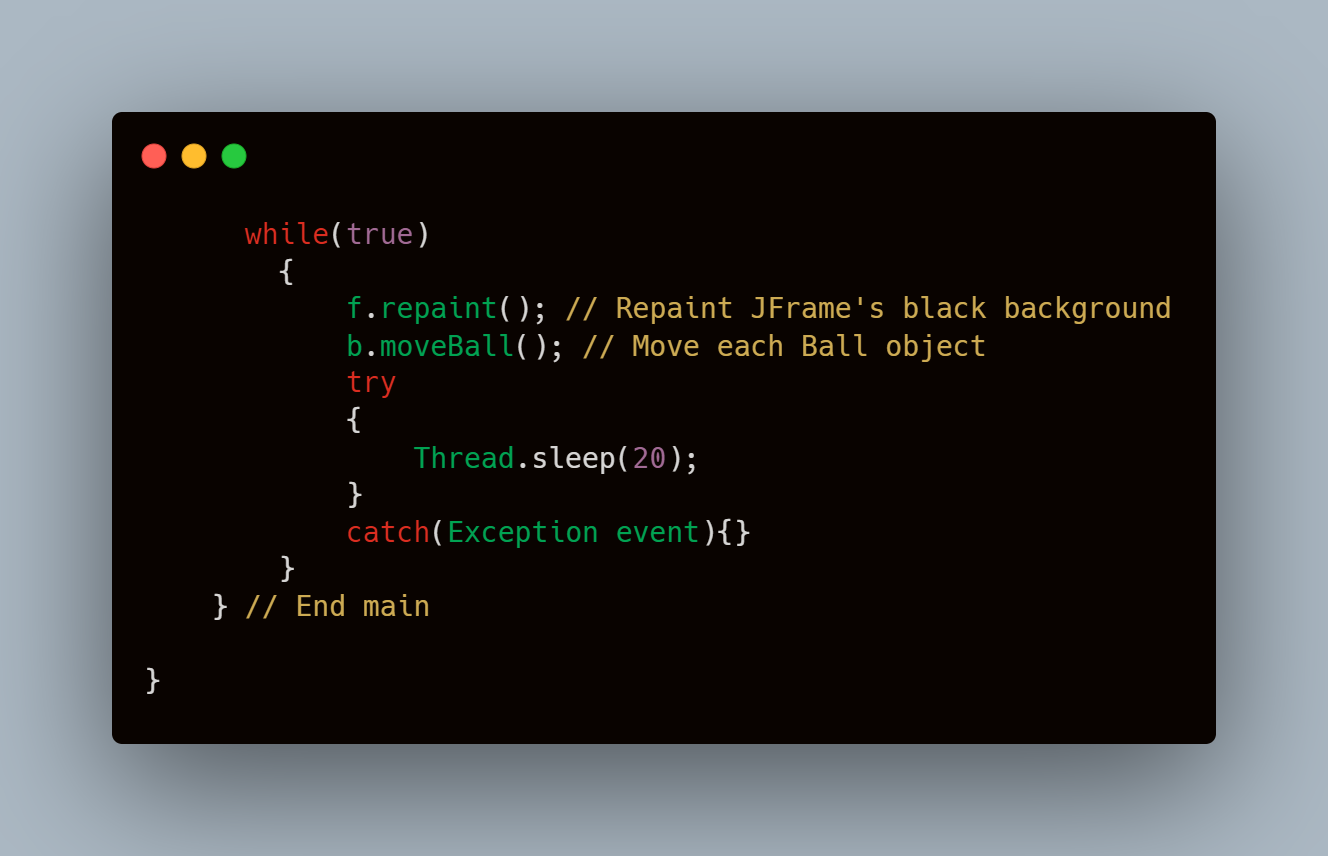 while(true)
{
f.repaint(); // Repaint JFrame's black background
b.moveBall(); // Move each Ball object
try
{
Thread.sleep(20);
}
catch(Exception event){}
}
} // End main
}